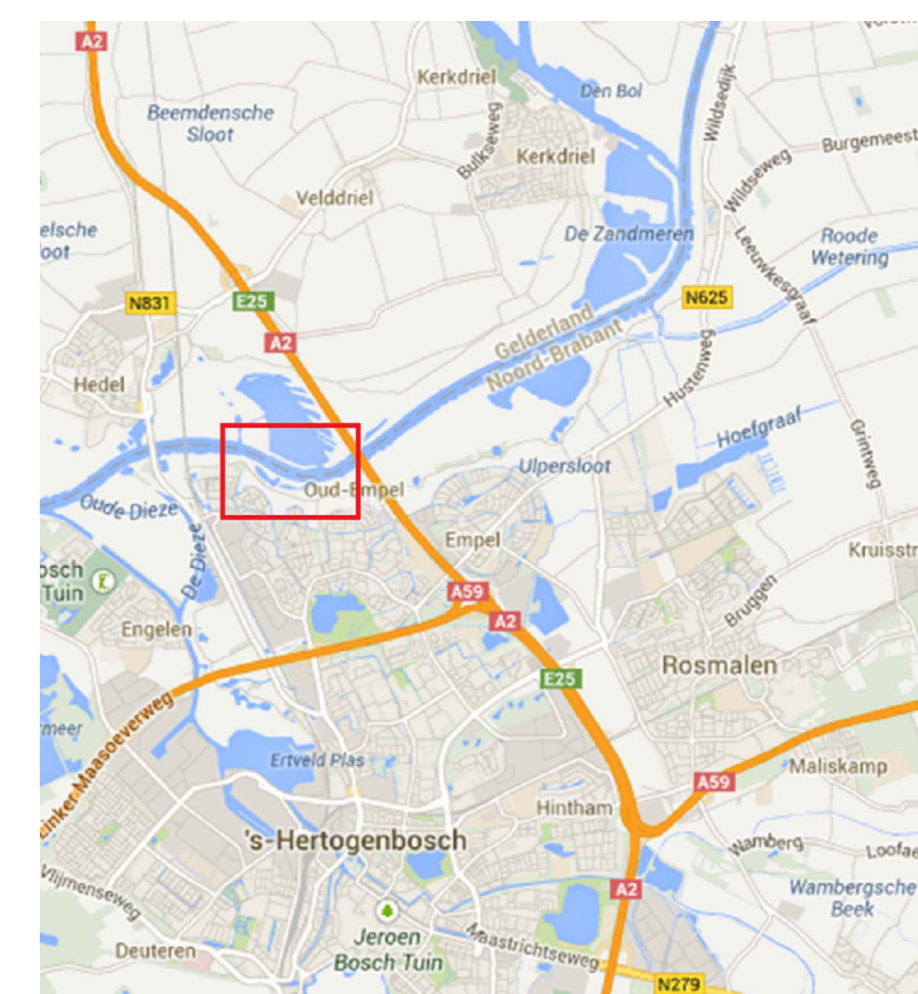 A2
Kerkdriel
Den Bol
Beemdensche
Sloot
Wildsedijk
Bulkseweg
Kerkdriel
Burgemeest
Wildseweg
Velddriel
elsche
oot
De Zandmeren
Roode
Wetering
Leeuwkesgraaf
N831
E25
N625
Gelderland
Noord-Brabant
A2
Hustenweg
Hedel
Hoefgraaf
Grintweg
Ulpersloot
Oud-Empel
Oude Dieze
De Dieze
Empel
Kruisstr
osch
Tuin
A59
Bruggen
A2
Engelen
Rosmalen
E25
meer
inker Maasoeverweg
Ertveld Plas
Maliskamp
A59
Hintham
's-Hertogenbosch
Wamberg
Loofae
Vlijmenseweg
A2
Wambergsche
Beek
Jeroen
Bosch Tuin
Maastrichtseweg
Deuteren
N279